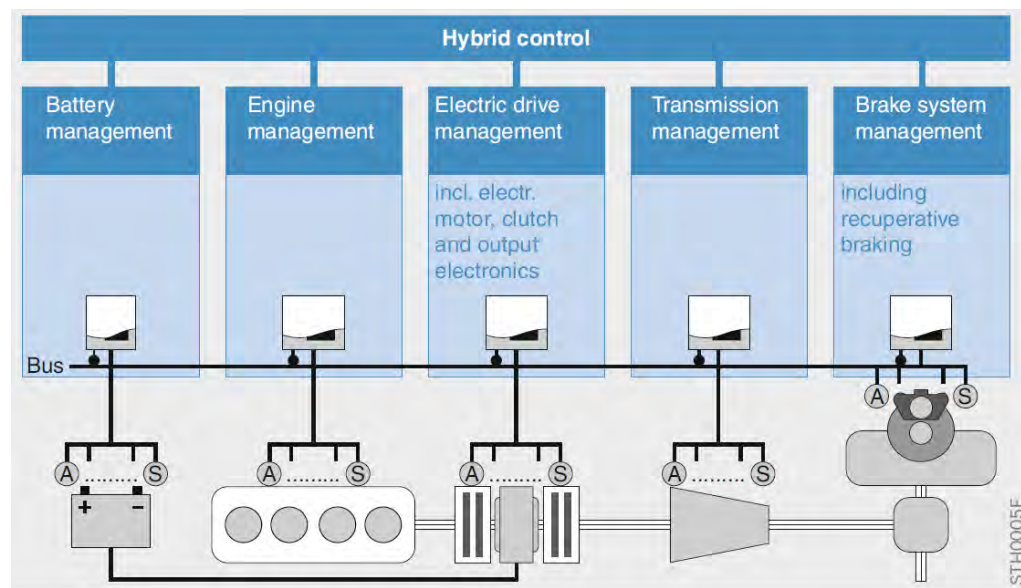 Hybrid control
Battery
management
Engine
management
Electric drive
management
Transmission
management
Brake system
management
incl. electr.
motor, clutch
and output
electronics
including
recuperative
braking
Bus
A
S
A ......... S
A ......... S
A ......... S
A ......... S
+
−
STH0005E